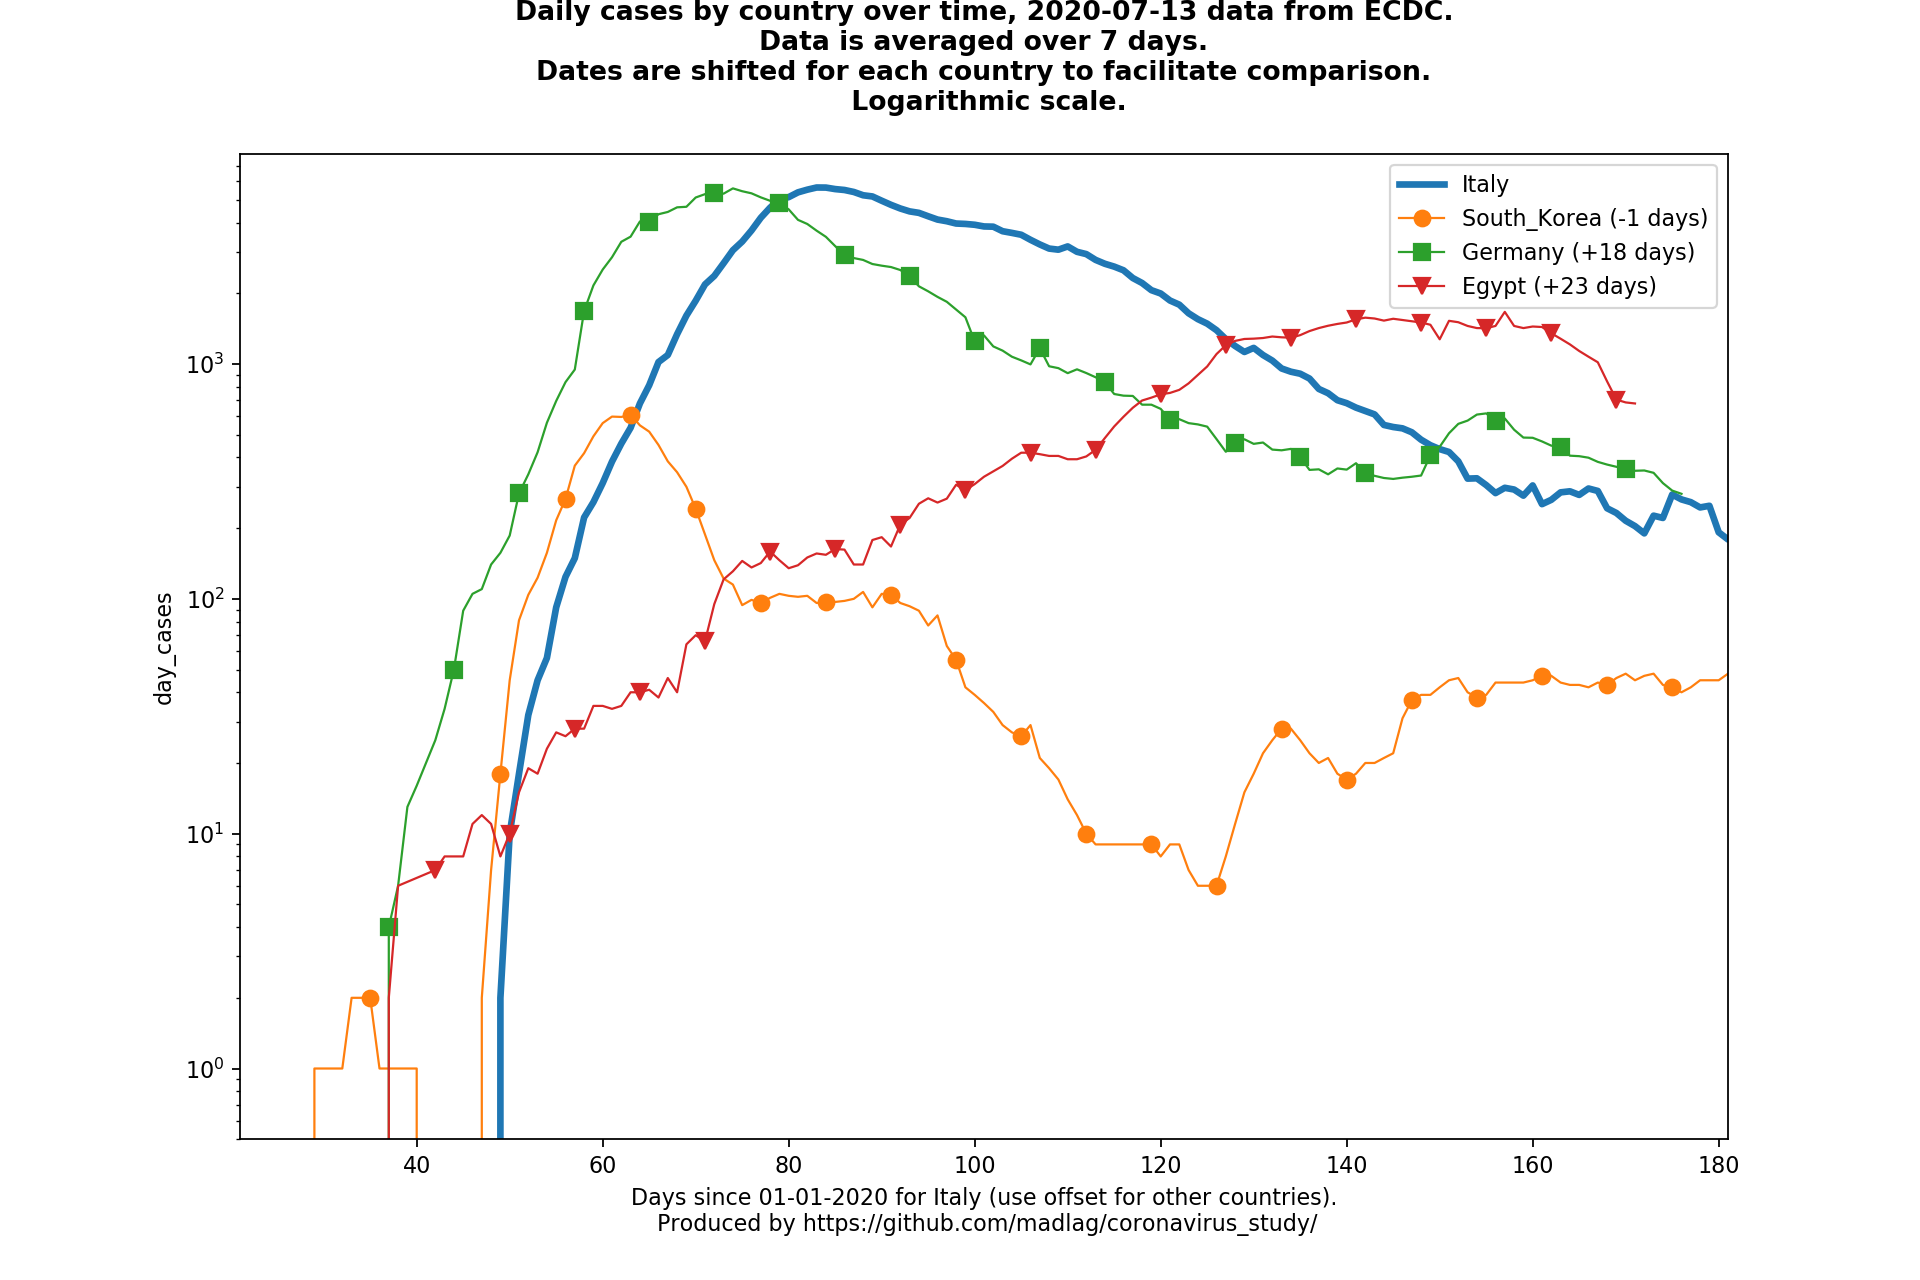 Daily cases by country over time, 2020-07-13 data from ECDC.
Data is averaged over 7 days.
Dates are shifted for each country to facilitate comparison.
Logarithmic scale.
Italy
South_Korea (-1 days)
Germany (+18 days)
Egypt (+23 days)
day_cases
10³
10²
10¹
10⁰
40 60 80 100 120 140 160 180
Days since 01-01-2020 for Italy (use offset for other countries).
Produced by https://github.com/madlag/coronavirus_study/